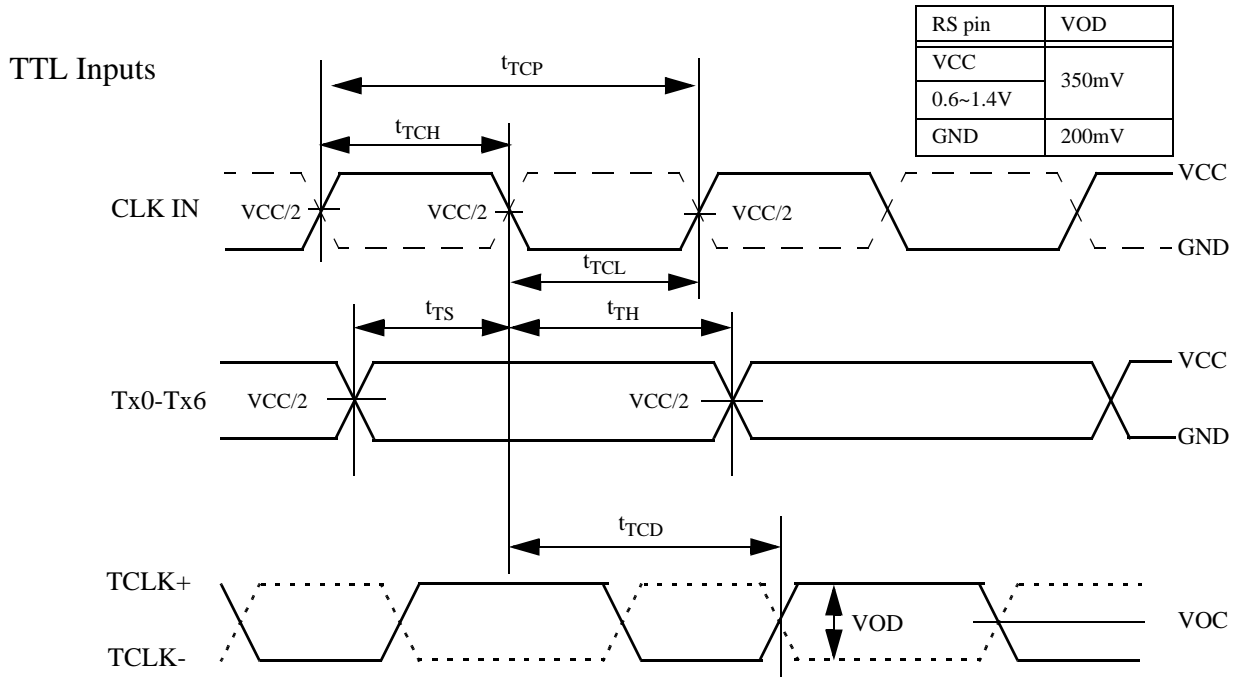 RS pin VOD
VCC 350mV
0.6~1.4V
GND 200mV
TTL Inputs
tTCP
tTCH
VCC
CLK IN VCC/2 VCC/2 VCC/2
GND
tTCL
tTS tTH
VCC
Tx0-Tx6 VCC/2 VCC/2
GND
tTCD
TCLK+
VOD VOC
TCLK-